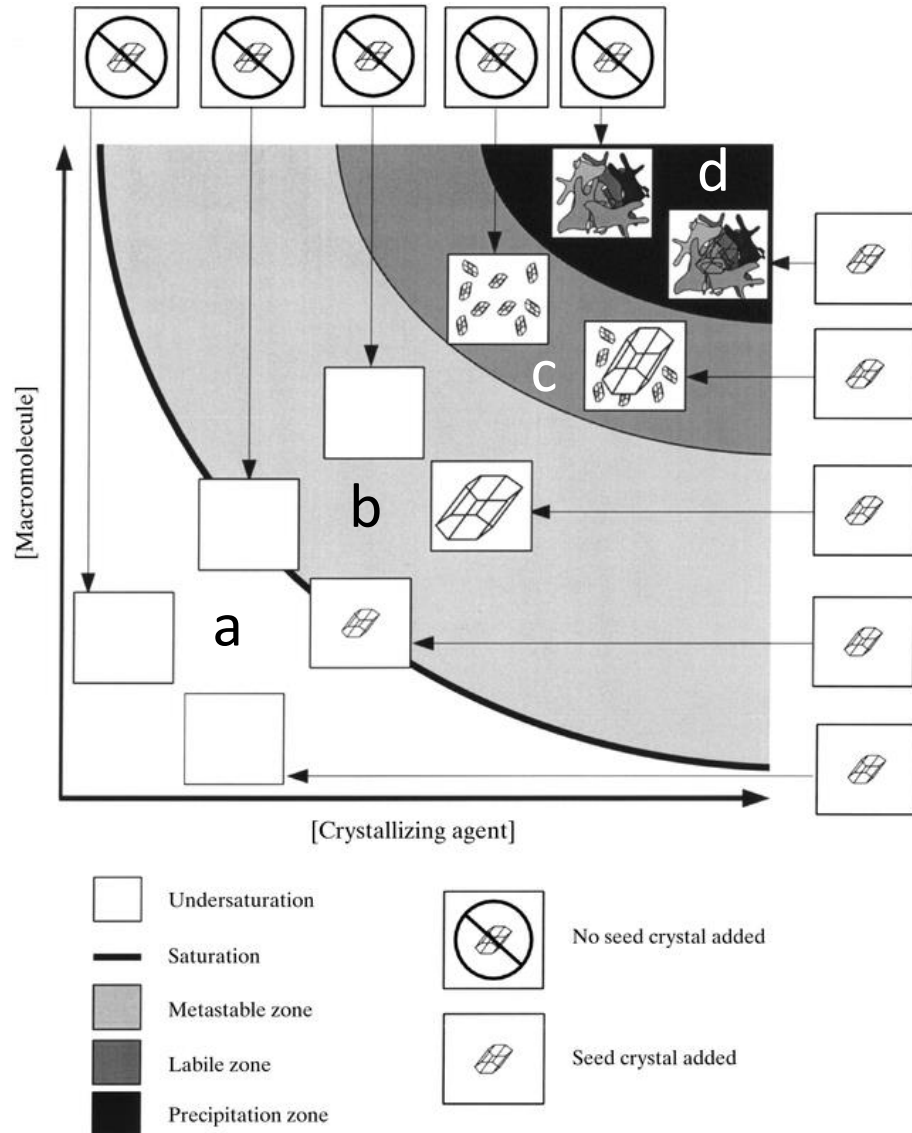 d
c
b
a
[Macromolecule]
[Crystallizing agent]
Undersaturation
Saturation
Metastable zone
Labile zone
Precipitation zone
No seed crystal added
Seed crystal added